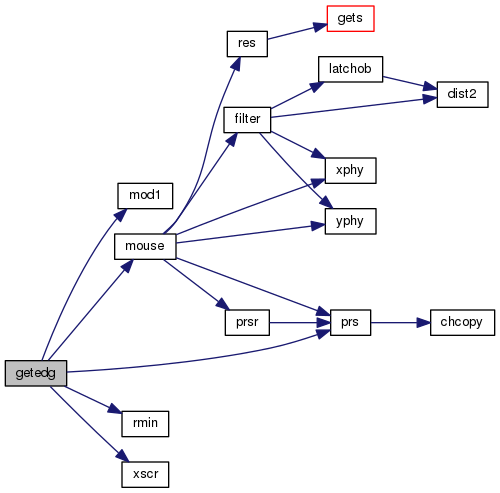 gets
res
latchob
dist2
filter
xphy
mod1
yphy
mouse
prsr
prs
chcopy
getedg
rmin
xscr